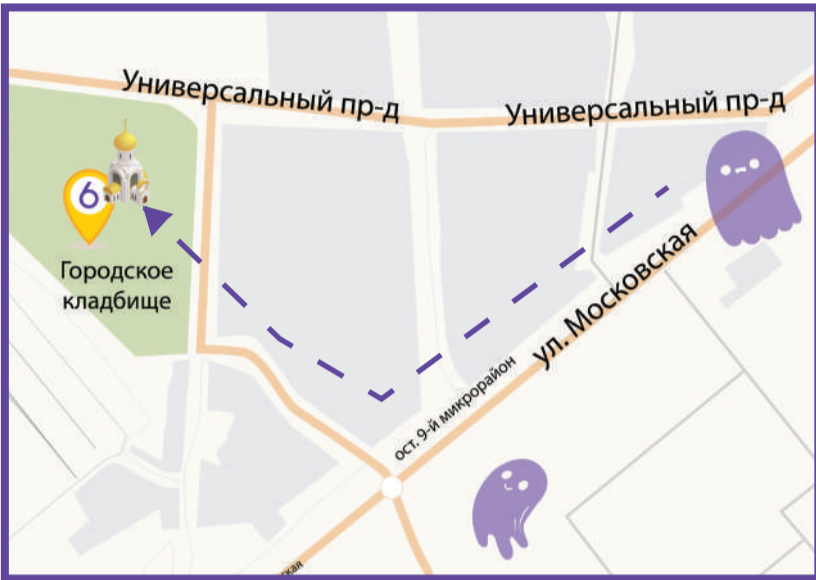 Универсальный пр-д
Универсальный пр-д
6
Городское
кладбище
ул. Московская
ост. 9-й микрорайон